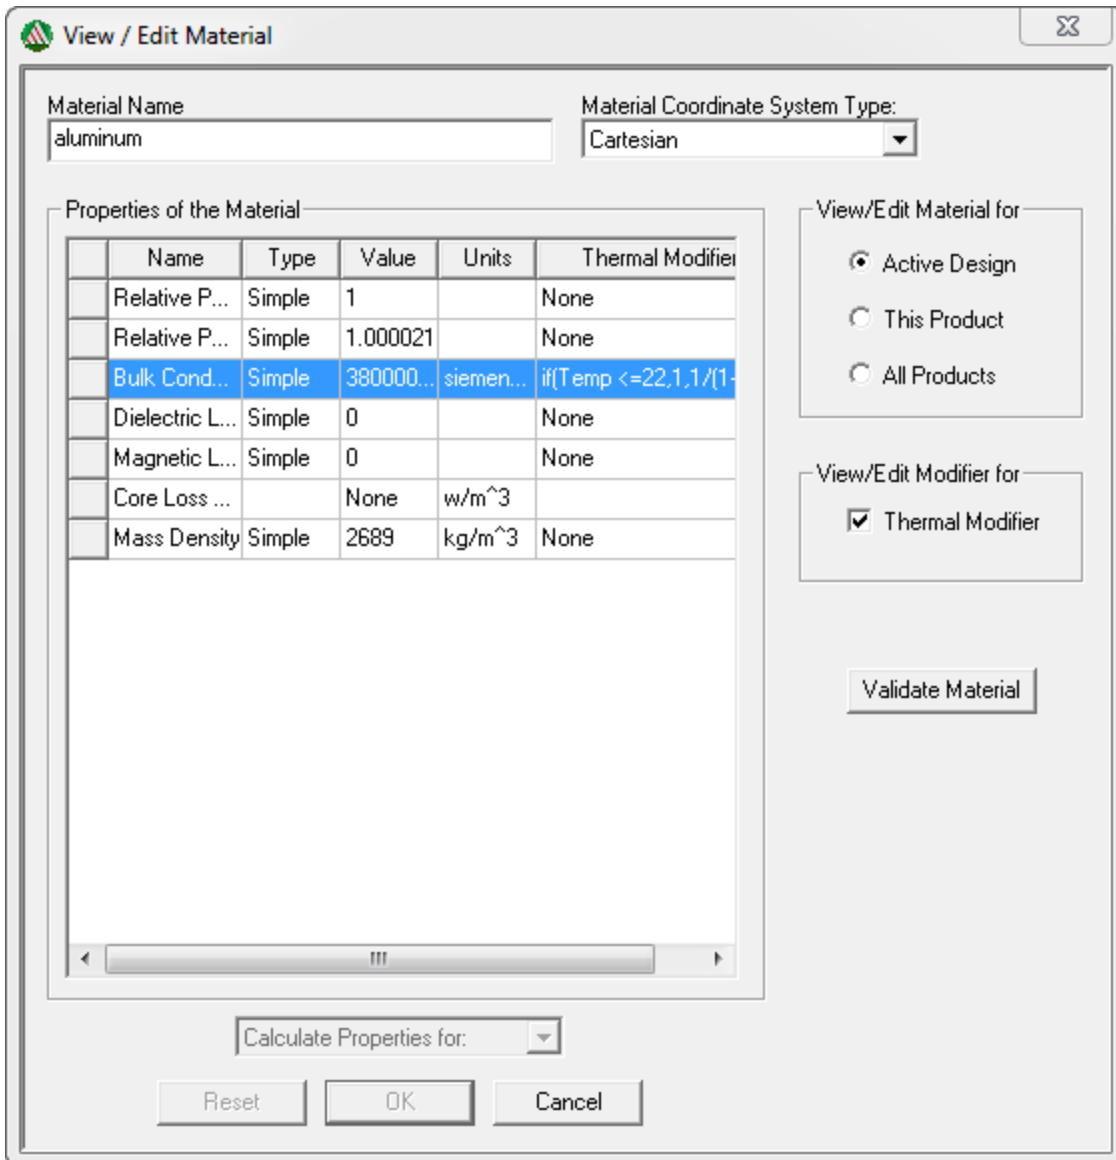 View / Edit Material
Material Name
Material Coordinate System Type:
aluminum
Cartesian
Properties of the Material
View/Edit Material for
Name Type Value Units Thermal Modifier
Relative P... Simple 1 None
Relative P... Simple 1.000021 None
Bulk Cond... Simple 380000... siemen... if(Temp <=22,1,1/(1-
Dielectric L... Simple 0 None
Magnetic L... Simple 0 None
Core Loss ... None w/m^3
Mass Density Simple 2689 kg/m^3 None
Active Design
This Product
All Products
View/Edit Modifier for
Thermal Modifier
Validate Material
Calculate Properties for:
Reset OK Cancel